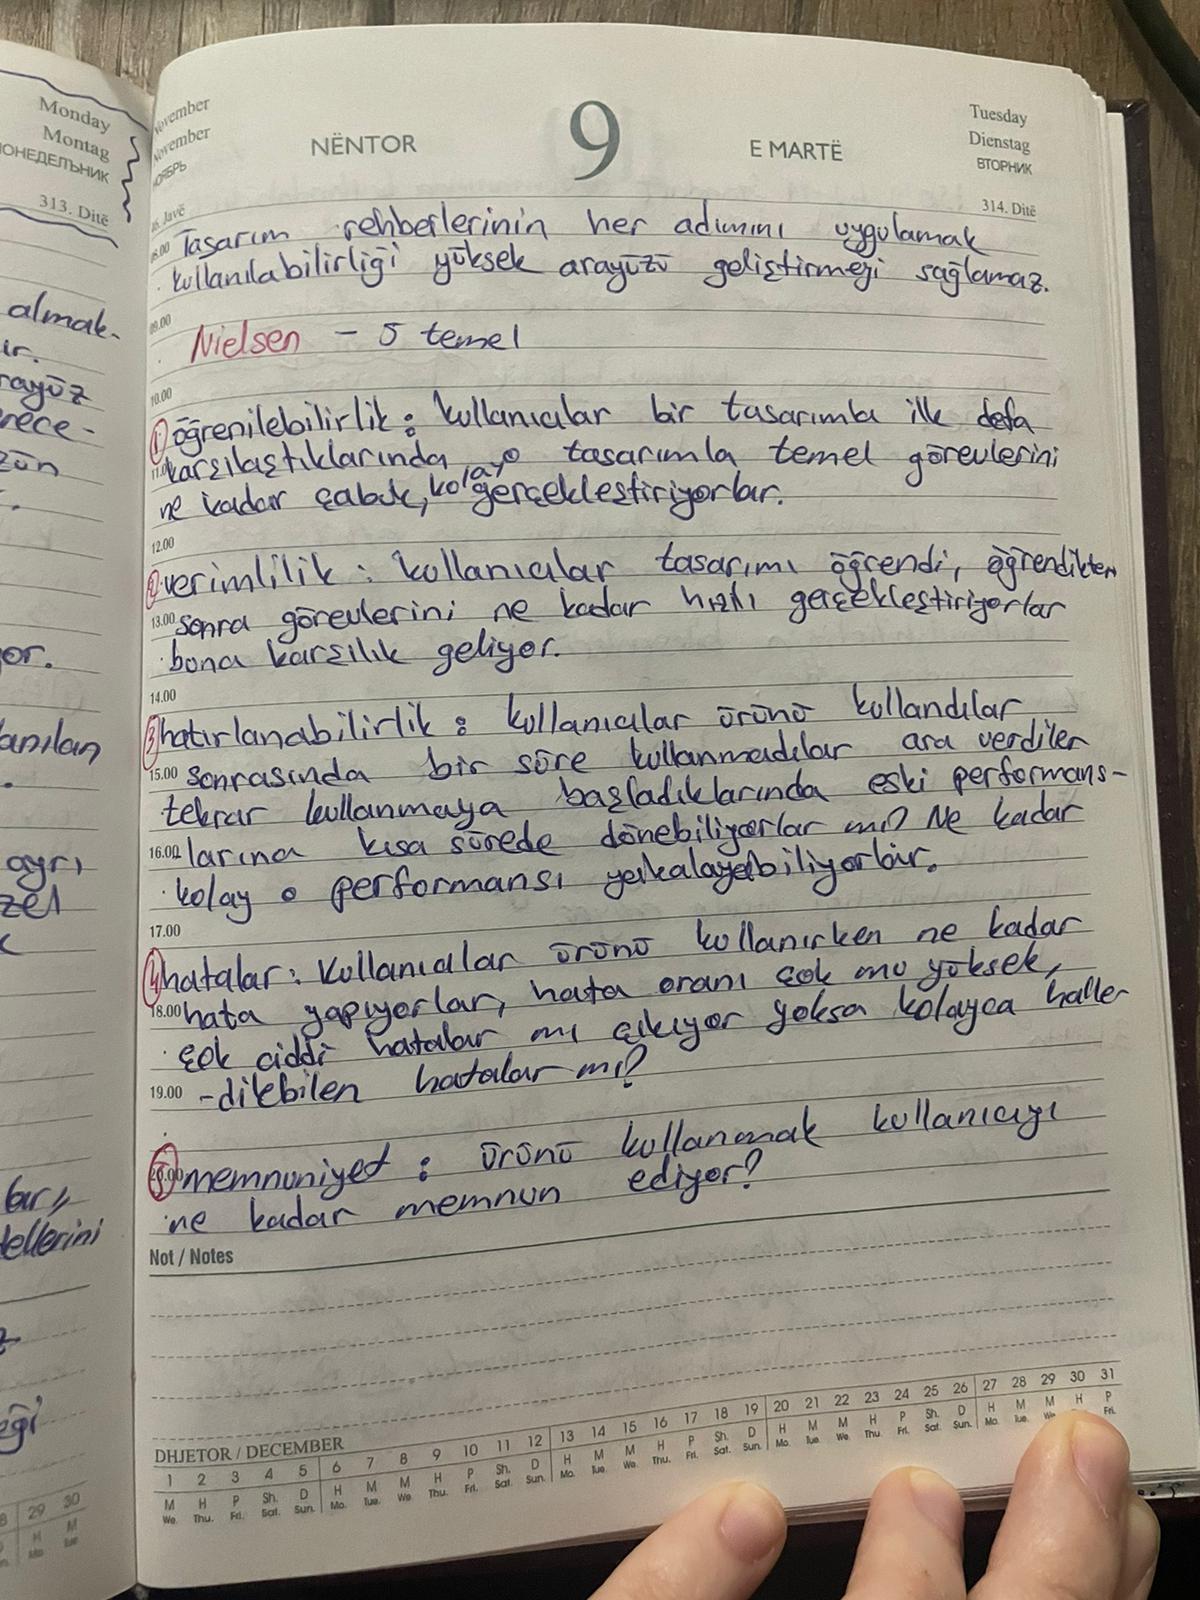 Monday
Montag
ПОНЕДЕЛЬНИК
313. Ditë
almak-
ır.
rayüz
zün
yor.
lanılan
ayrı
zel
dellerini
29 30
H M
Mo Tue
November
November
НОЯБРЬ
NËNTOR
9
E MARTË
Tuesday
Dienstag
ВТОРНИК
314. Ditë
Javë
08.00 Tasarım rehberlerinin her adımını uygulamak
kullanılabilirliği yüksek arayüzü geliştirmeği sağlamaz.
09.00
Nielsen - 5 temel
10.00
① öğrenilebilirlik: kullanıcılar bir tasarımla ilk defa
11.00 karşılaştıklarında o tasarımla temel görevlerini
ne kadar çabuk, kolay gerçekleştiriyorlar.
12.00
② verimlilik: kullanıcılar tasarımı öğrendi, öğrendikten
13.00 sonra görevlerini ne kadar hızlı gerçekleştiriyorlar
buna karşılık geliyor.
14.00
③ hatırlanabilirlik: kullanıcılar ürünü kullandılar
15.00 sonrasında bir süre kullanmadılar ara verdiler
tekrar kullanmaya başladıklarında eski performans-
16.00 larına kısa sürede dönebiliyorlar mı? Ne kadar
kolay o performansı yakalayabiliyorlar.
17.00
④ hatalar: kullanıcılar ürünü kullanırken ne kadar
18.00 hata yapıyorlar, hata oranı çok mu yüksek,
çok ciddi hatalar mı çıkıyor yoksa kolayca halle
19.00 -dilebilen hatalar mı?
20.00 ⑤ memnuniyet: ürünü kullanmak kullanıcıyı
ne kadar memnun ediyor?
Not / Notes
DHJETOR / DECEMBER
1 2 3 4 5 6 7 8 9 10 11 12 13 14 15 16 17 18 19 20 21 22 23 24 25 26 27 28 29 30 31
M H P Sh. D H M M H P Sh. D H M M H P Sh. D H M M H P Sh. D H M M H P
We. Thu. Fri. Sat. Sun. Mo. Tue. We. Thu. Fri. Sat. Sun. Mo. Tue. We. Thu. Fri. Sat. Sun. Mo. Tue. We. Thu. Fri. Sat. Sun. Mo. Tue. We. Fri.